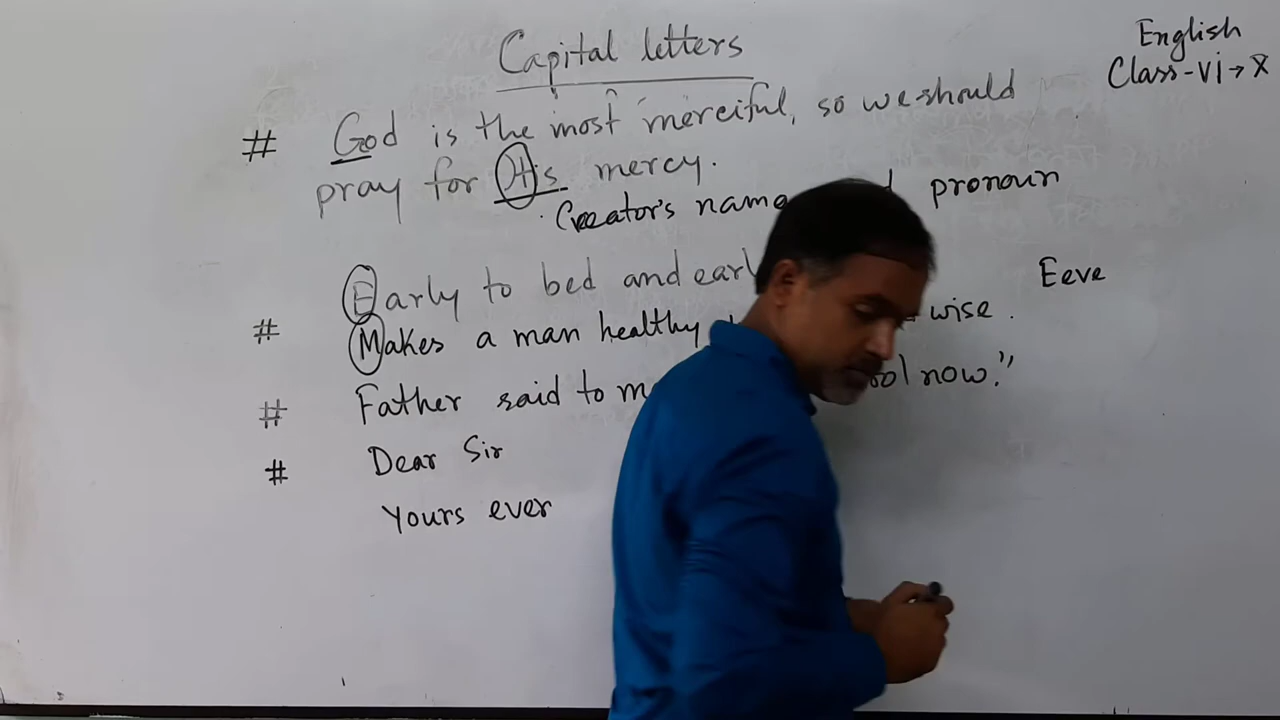 Capital letters
English
Class-vi→X
# God is the most merciful, so we should
pray for His mercy.
Creator's name pronoun
Early to bed and earl
Eeve
# Makes a man healthy wise.
# Father said to m ool now."
# Dear Sir
Yours ever